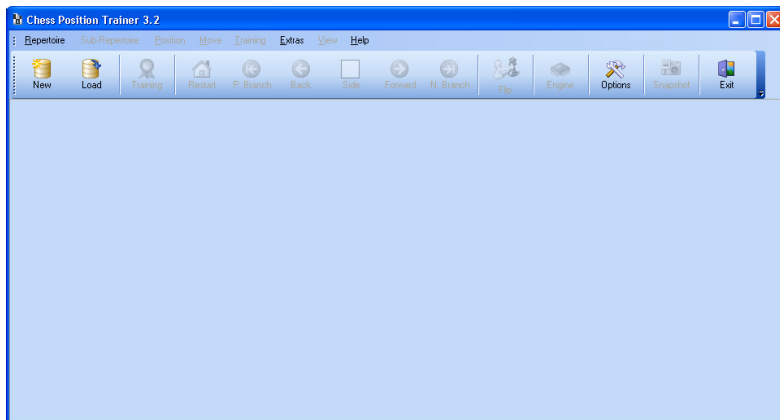 Chess Position Trainer 3.2
Repertoire Sub-Repertoire Position Move Training Extras View Help
New Load Training Restart P. Branch Back Side Forward N. Branch Flip Engine Options Snapshot Exit